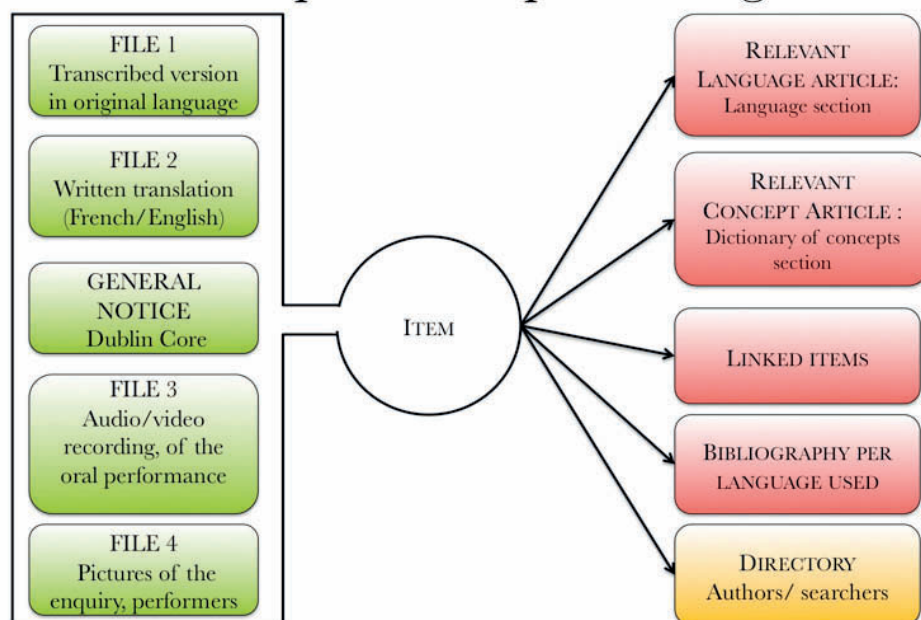 FILE 1
Transcribed version
in original language
FILE 2
Written translation
(French/English)
GENERAL
NOTICE
Dublin Core
FILE 3
Audio/video
recording, of the
oral performance
FILE 4
Pictures of the
enquiry, performers
ITEM
RELEVANT
LANGUAGE ARTICLE:
Language section
RELEVANT
CONCEPT ARTICLE :
Dictionary of concepts
section
LINKED ITEMS
BIBLIOGRAPHY PER
LANGUAGE USED
DIRECTORY
Authors/ searchers